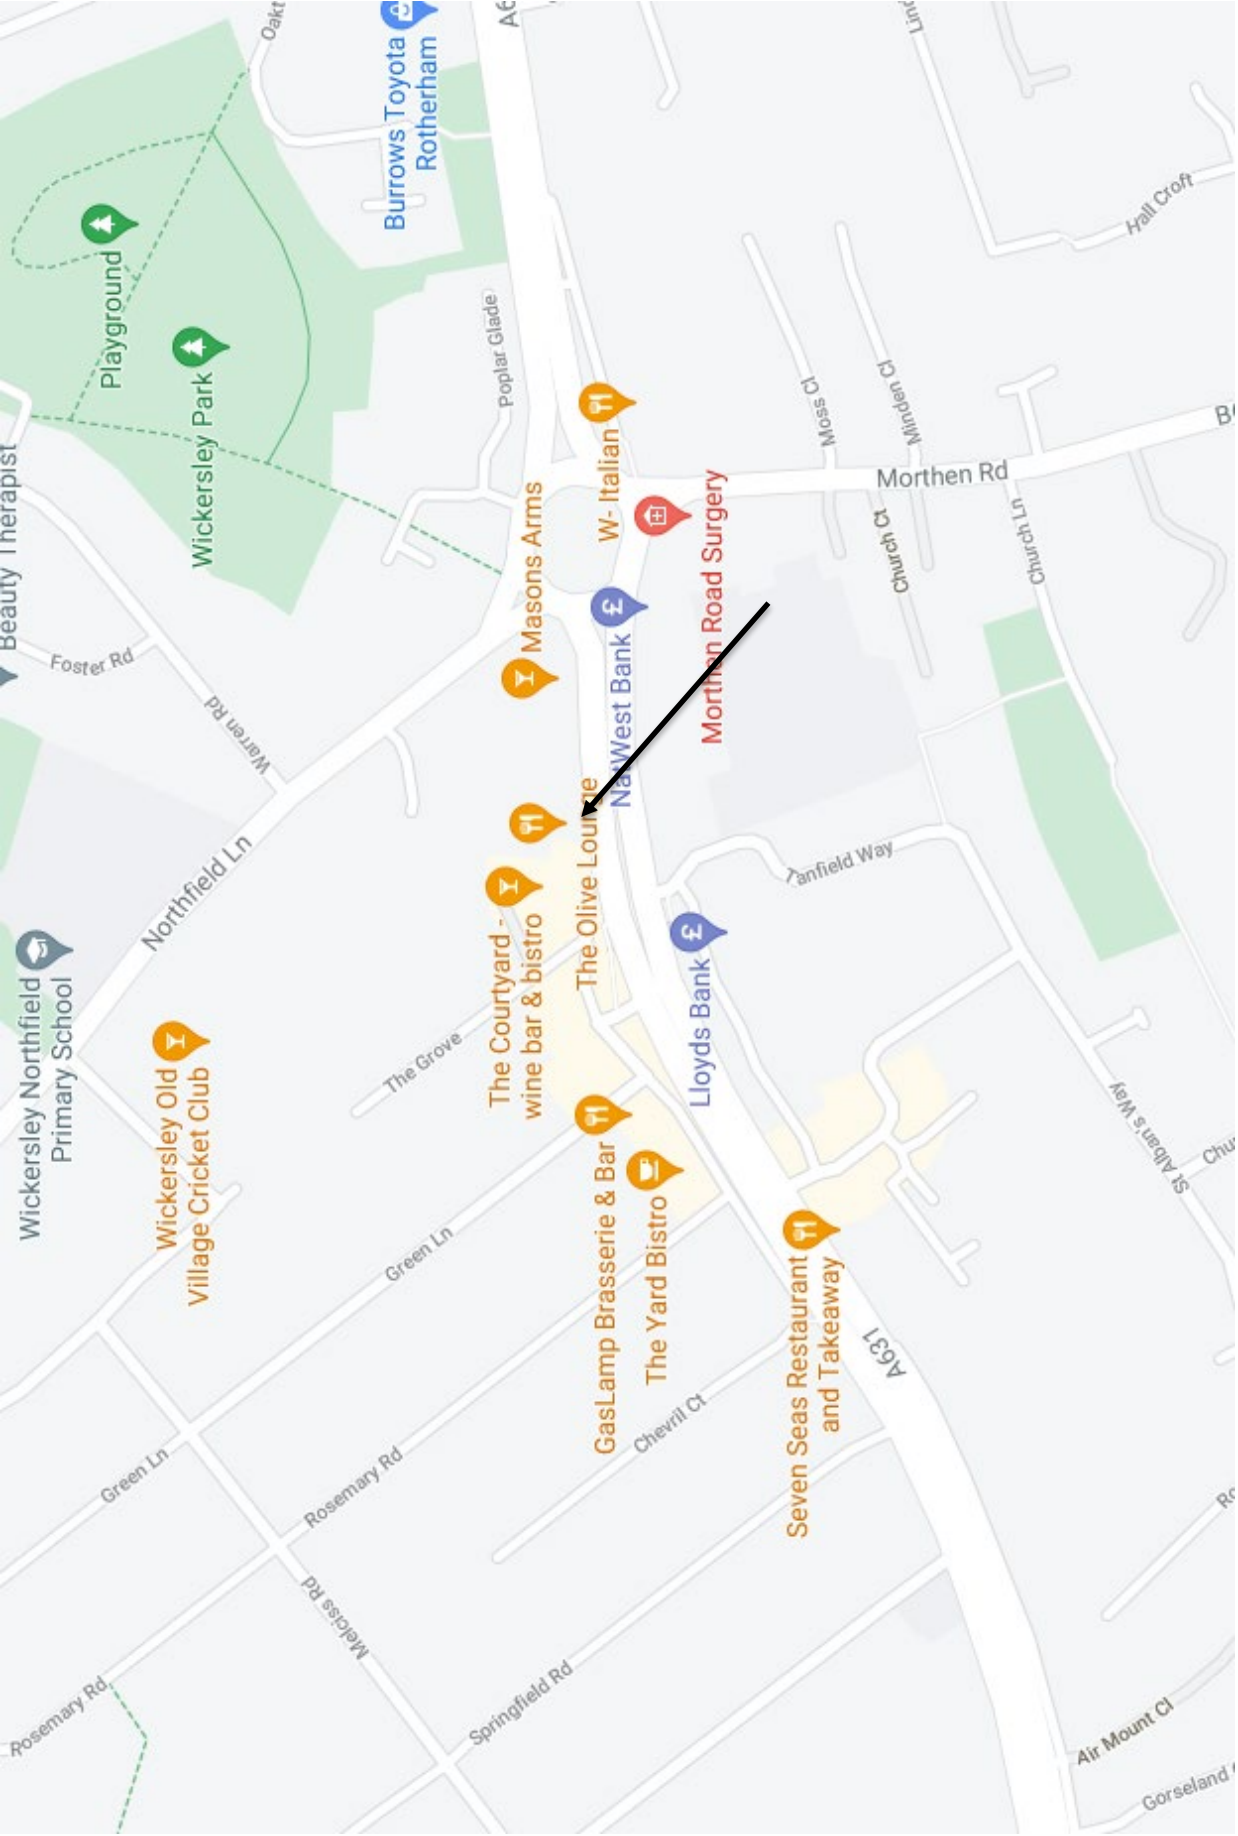 Beauty Therapist
Wickersley Northfield
Primary School
Rosemary Rd
Green Ln
Foster Rd
Playground
Wickersley Old
Village Cricket Club
Northfield Ln
Warren Rd
Wickersley Park
Oakt
Melciss Rd
Rosemary Rd
Green Ln
The Grove
Burrows Toyota
Rotherham
Springfield Rd
Poplar Glade
A6
The Courtyard -
wine bar & bistro
Masons Arms
The Olive Lounge
GasLamp Brasserie & Bar
W- Italian
NatWest Bank
The Yard Bistro
Chevril Ct
Lloyds Bank
Morthen Road Surgery
Seven Seas Restaurant
and Takeaway
Tanfield Way
Moss Cl
A631
Church Ct
Minden Cl
Morthen Rd
Church Ln
Air Mount Cl
St Alban's Way
Hall Croft
Gorseland